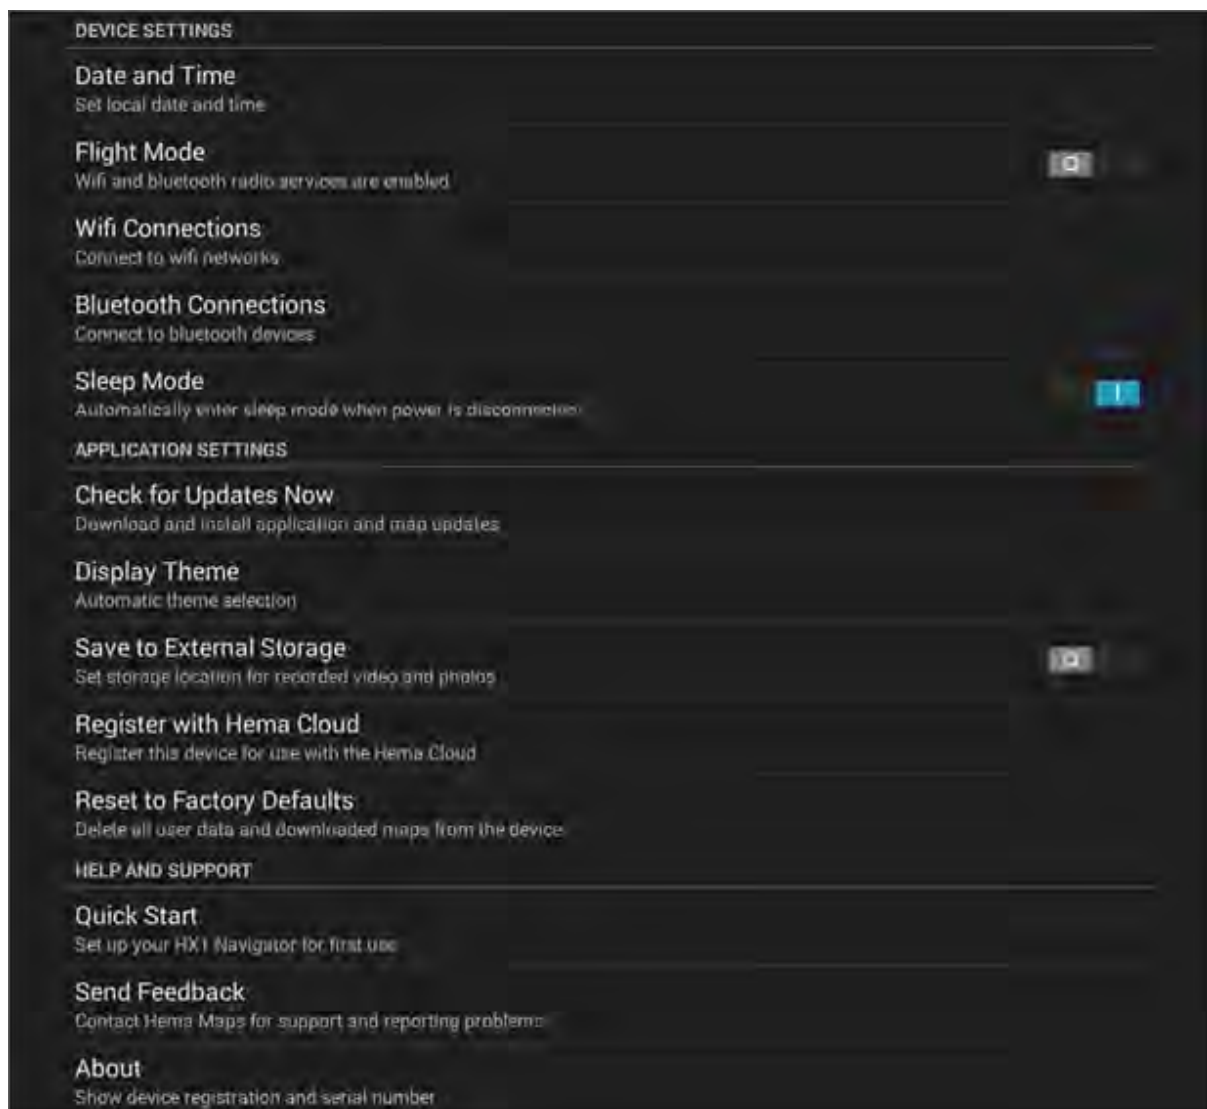 DEVICE SETTINGS
Date and Time
Set local date and time
Flight Mode
Wifi and bluetooth radio services are enabled
Wifi Connections
Connect to wifi networks
Bluetooth Connections
Connect to bluetooth devices
Sleep Mode
Automatically enter sleep mode when power is disconnected
APPLICATION SETTINGS
Check for Updates Now
Download and install application and map updates
Display Theme
Automatic theme selection
Save to External Storage
Set storage location for recorded video and photos
Register with Hema Cloud
Register this device for use with the Hema Cloud
Reset to Factory Defaults
Delete all user data and downloaded maps from the device
HELP AND SUPPORT
Quick Start
Set up your HX1 Navigator for first use
Send Feedback
Contact Hema Maps for support and reporting problems
About
Show device registration and serial number